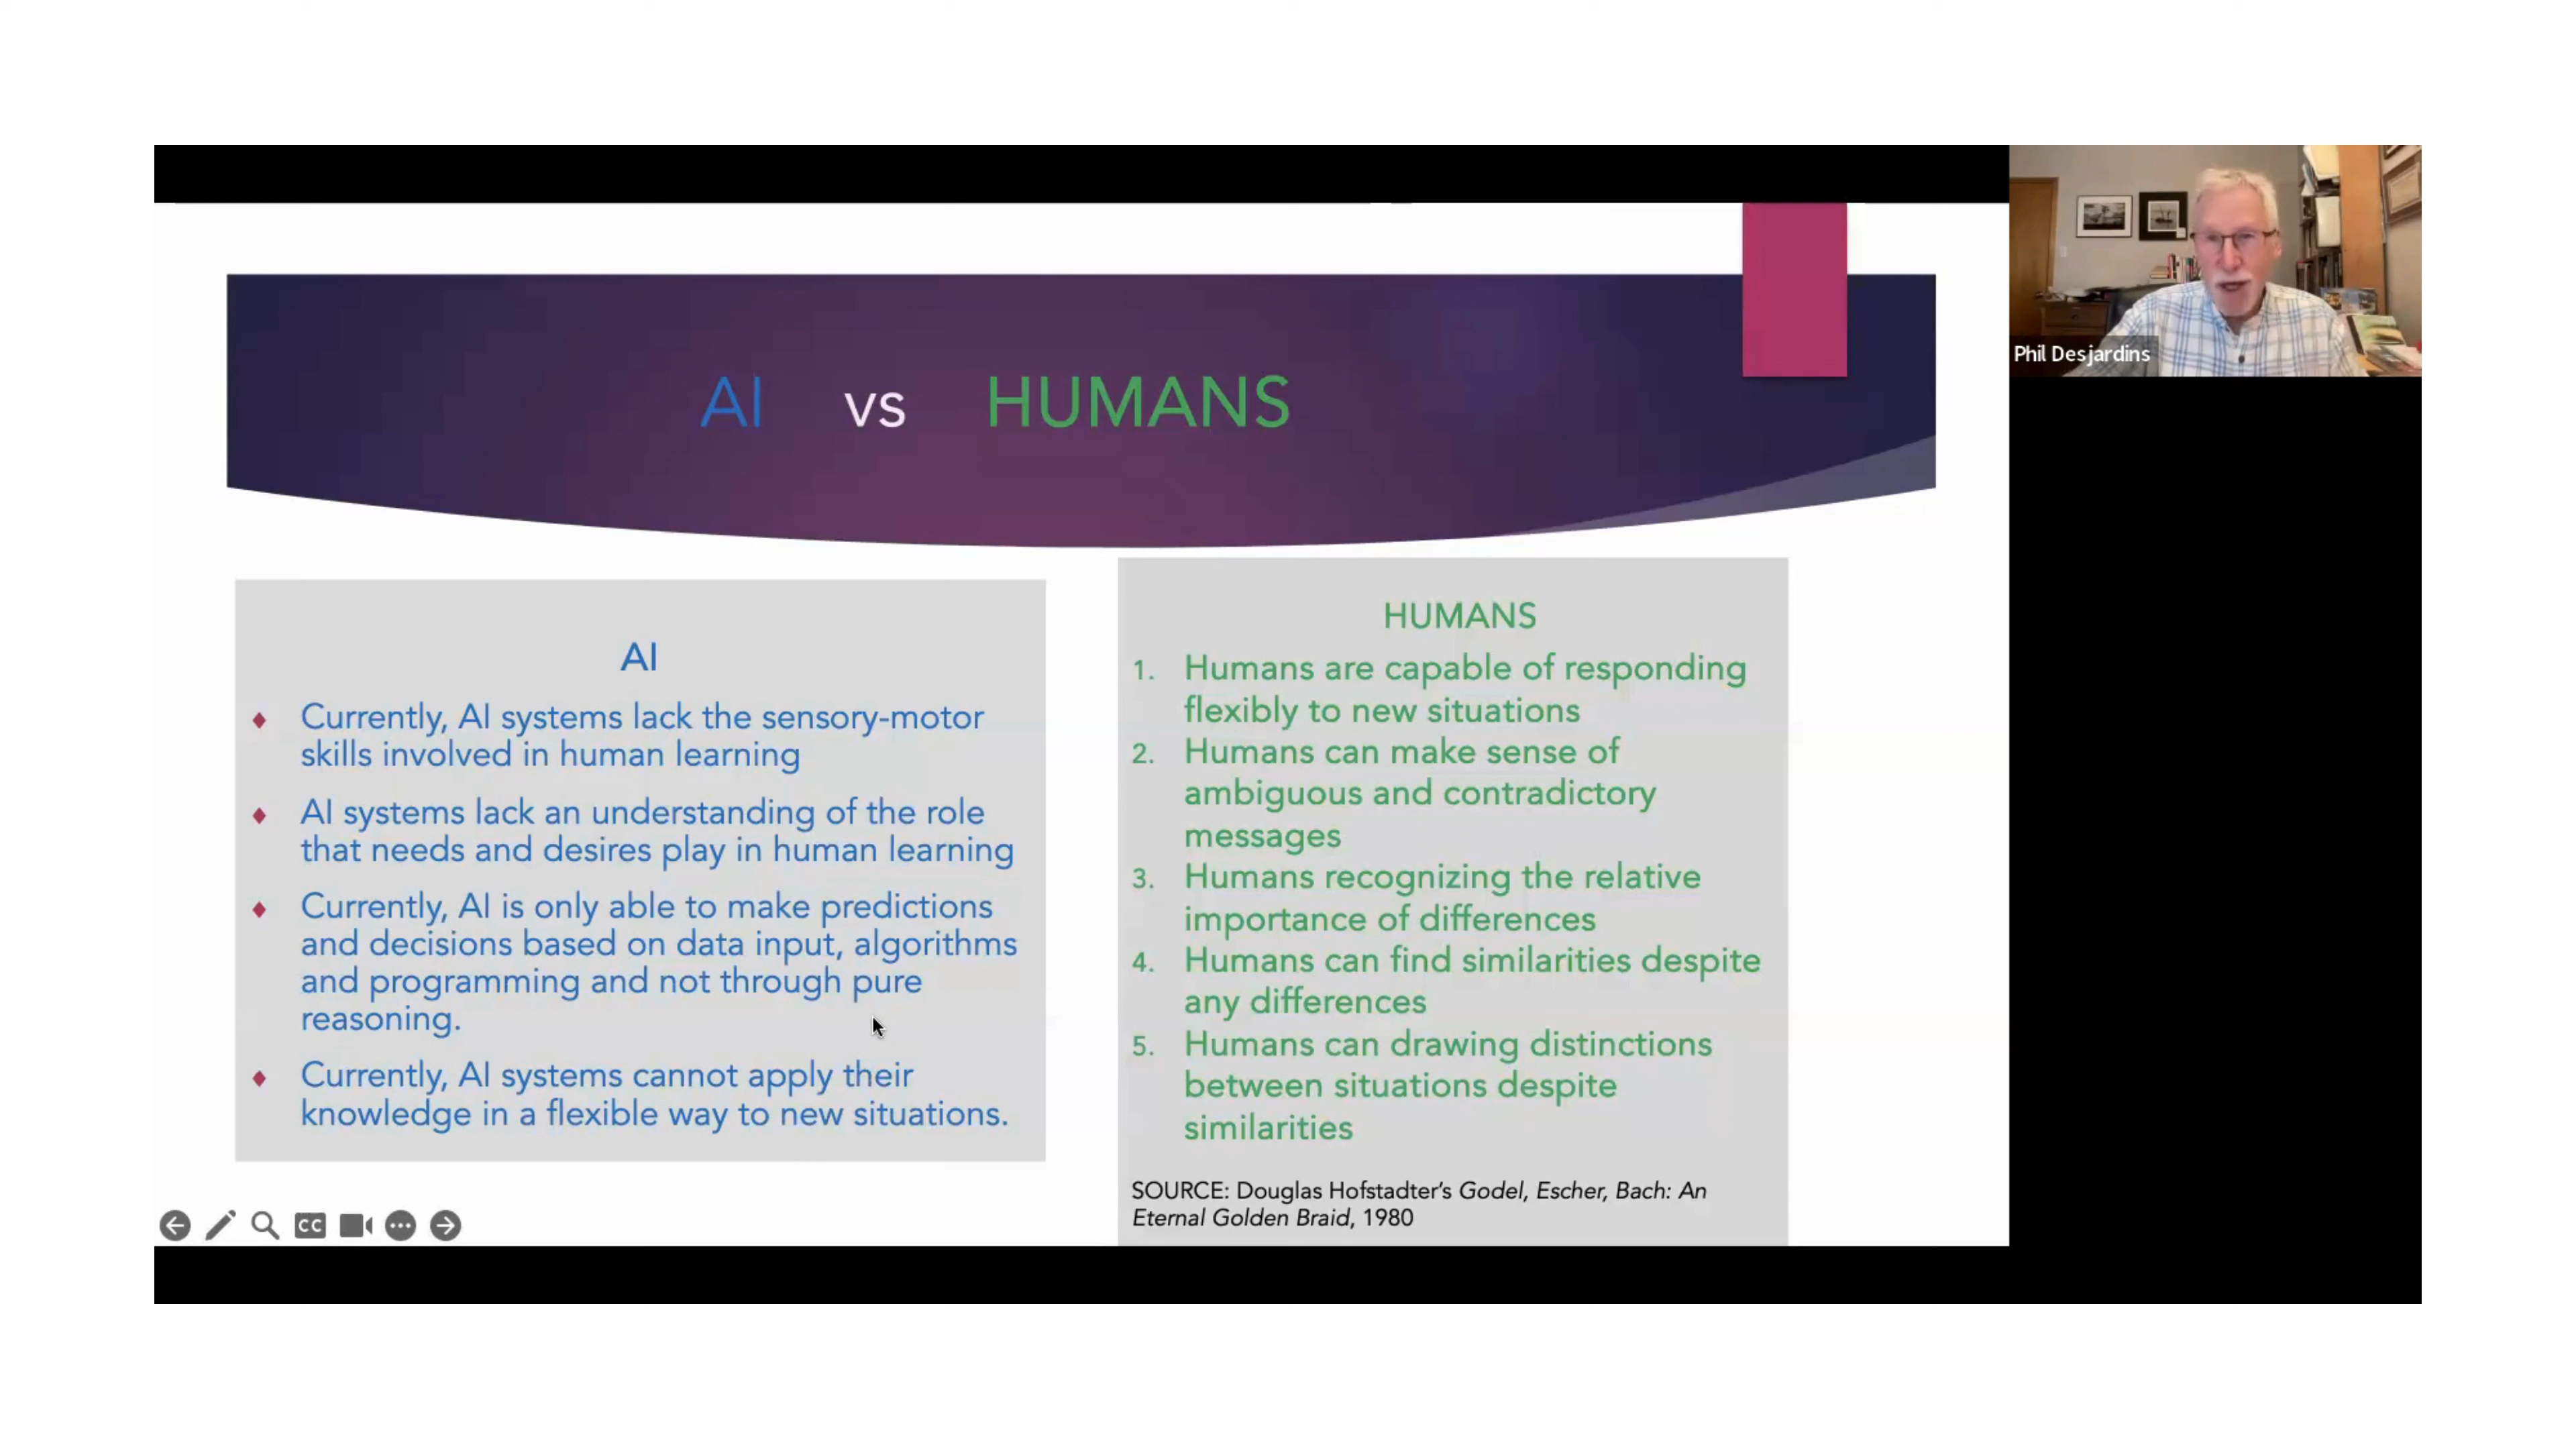 AI vs HUMANS
AI
Currently, AI systems lack the sensory-motor
skills involved in human learning
AI systems lack an understanding of the role
that needs and desires play in human learning
Currently, AI is only able to make predictions
and decisions based on data input, algorithms
and programming and not through pure
reasoning.
Currently, AI systems cannot apply their
knowledge in a flexible way to new situations.
HUMANS
1. Humans are capable of responding
flexibly to new situations
2. Humans can make sense of
ambiguous and contradictory
messages
3. Humans recognizing the relative
importance of differences
4. Humans can find similarities despite
any differences
5. Humans can drawing distinctions
between situations despite
similarities
SOURCE: Douglas Hofstadter's Godel, Escher, Bach: An
Eternal Golden Braid, 1980
CC
Phil Desjardins